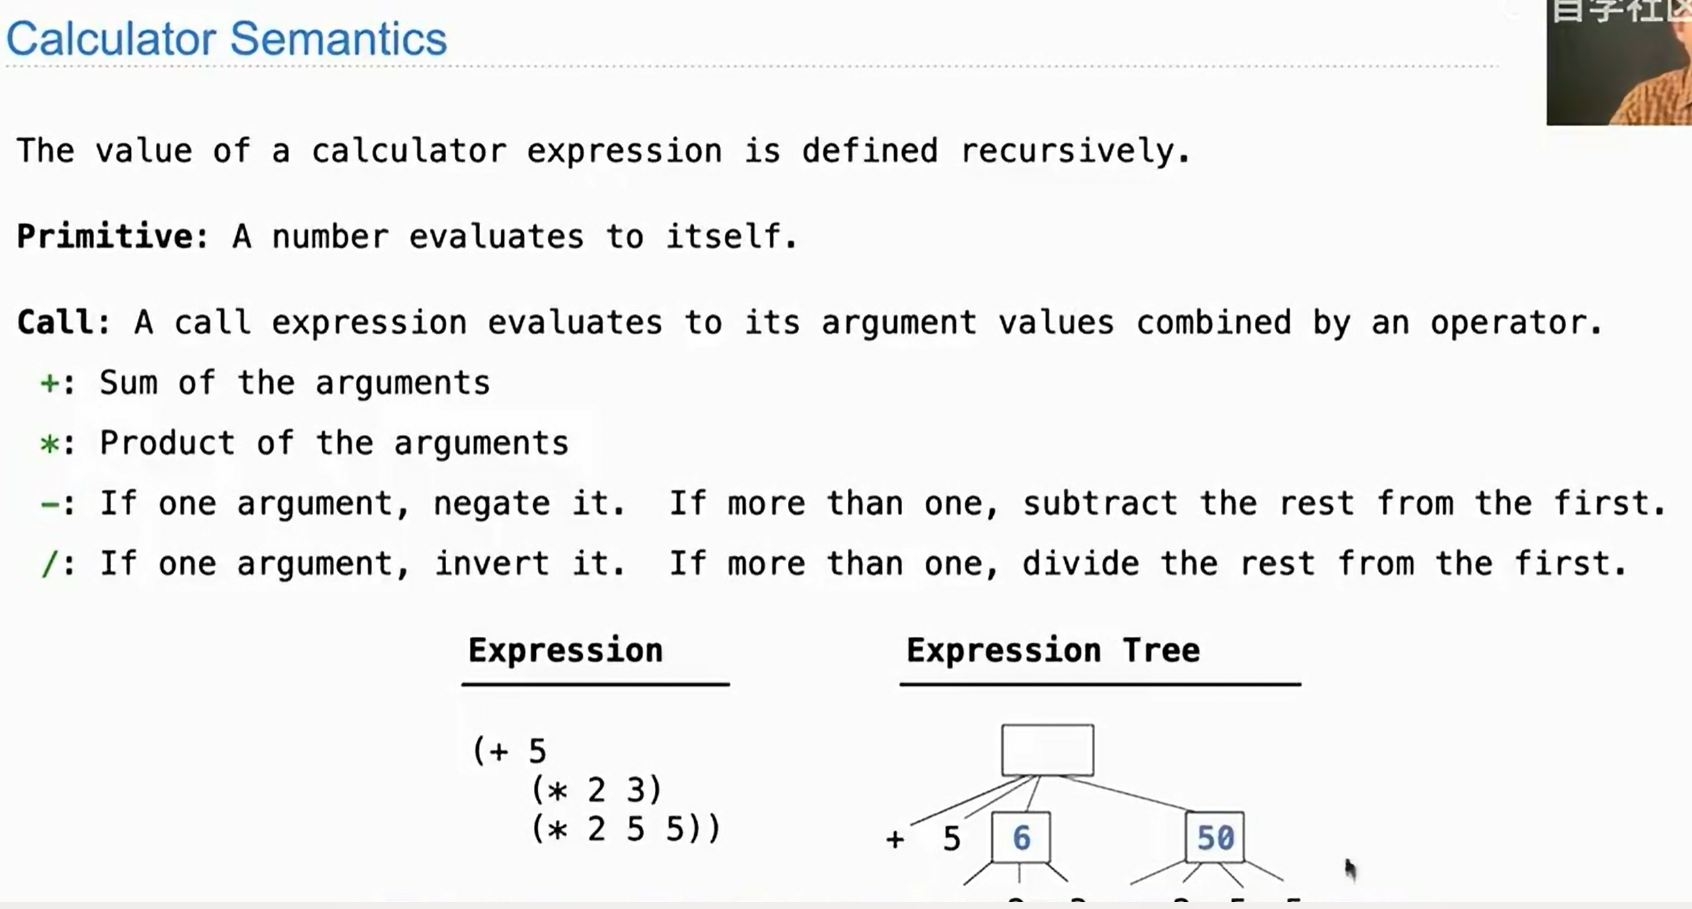 自学社区
Calculator Semantics
The value of a calculator expression is defined recursively.
Primitive: A number evaluates to itself.
Call: A call expression evaluates to its argument values combined by an operator.
+: Sum of the arguments
*: Product of the arguments
-: If one argument, negate it. If more than one, subtract the rest from the first.
/: If one argument, invert it. If more than one, divide the rest from the first.
Expression
(+ 5
(* 2 3)
(* 2 5 5))
Expression Tree
+ 5 6 50